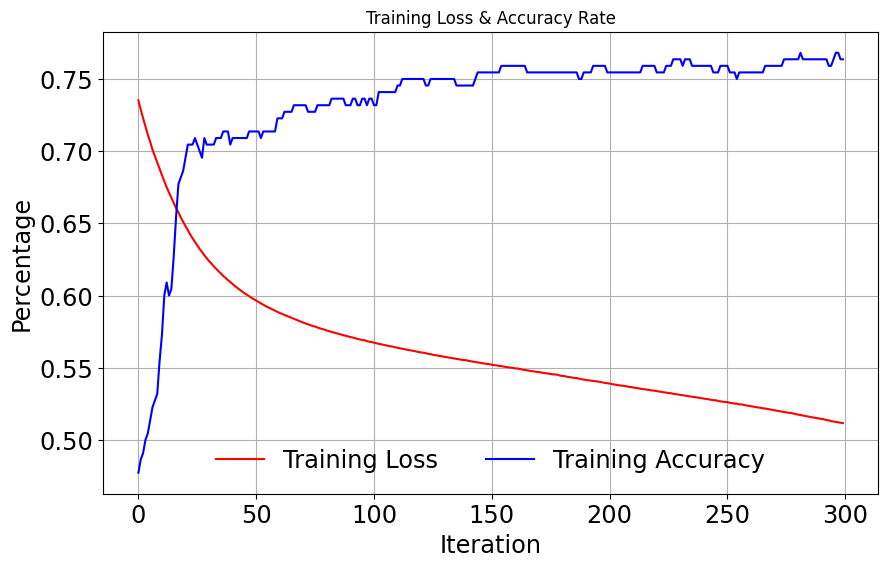 Training Loss & Accuracy Rate
0.75
0.70
0.65
0.60
0.55
0.50
Percentage
Training Loss Training Accuracy
0 50 100 150 200 250 300
Iteration